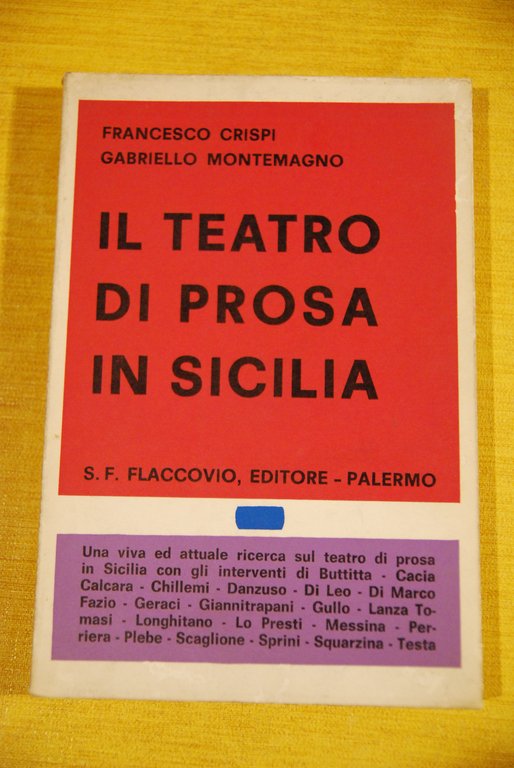 FRANCESCO CRISPI
GABRIELLO MONTEMAGNO
IL TEATRO
DI PROSA
IN SICILIA
S. F. FLACCOVIO, EDITORE - PALERMO
Una viva ed attuale ricerca sul teatro di prosa
in Sicilia con gli interventi di Buttitta - Cacia
Calcara - Chillemi - Danzuso - Di Leo - Di Marco
Fazio - Geraci - Giannitrapani - Gullo - Lanza To-
masi - Longhitano - Lo Presti - Messina - Per-
riera - Plebe - Scaglione - Sprini - Squarzina - Testa